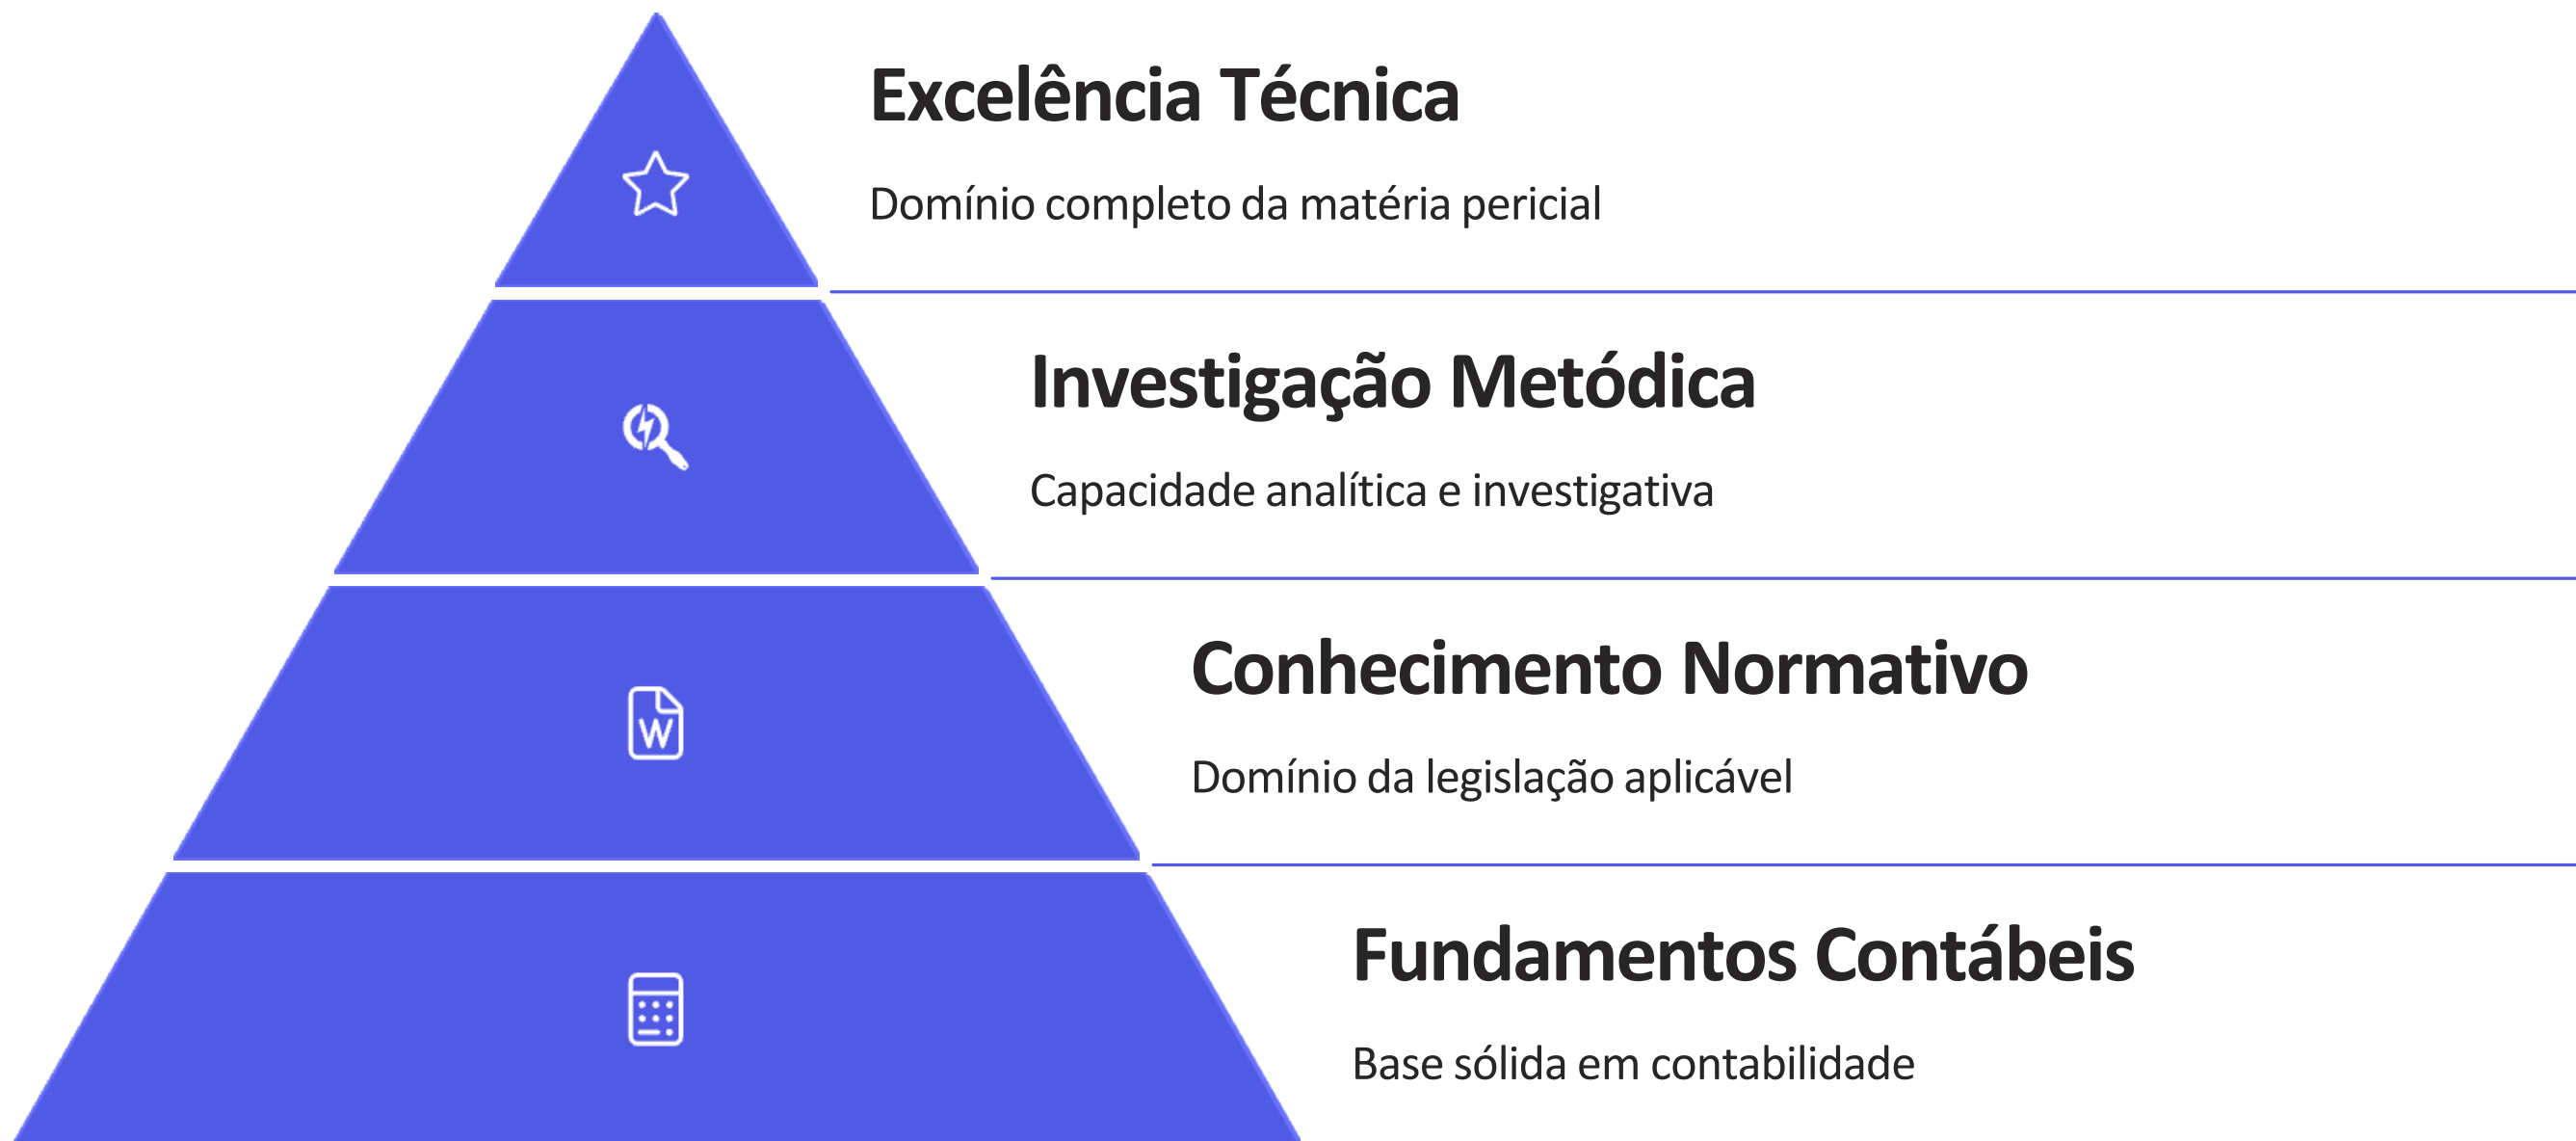 Excelência Técnica
Domínio completo da matéria pericial
Investigação Metódica
Capacidade analítica e investigativa
W
Conhecimento Normativo
Domínio da legislação aplicável
Fundamentos Contábeis
Base sólida em contabilidade